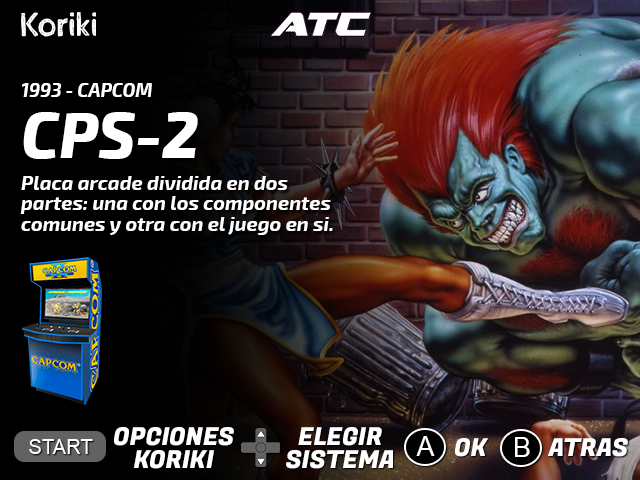 Koriki
ATC
1993 - CAPCOM
CPS-2
Placa arcade dividida en dos
partes: una con los componentes
comunes y otra con el juego en si.
CAPCOM
CAPCOM
CAPCOM
START
OPCIONES
KORIKI
ELEGIR
SISTEMA
A OK
B ATRAS